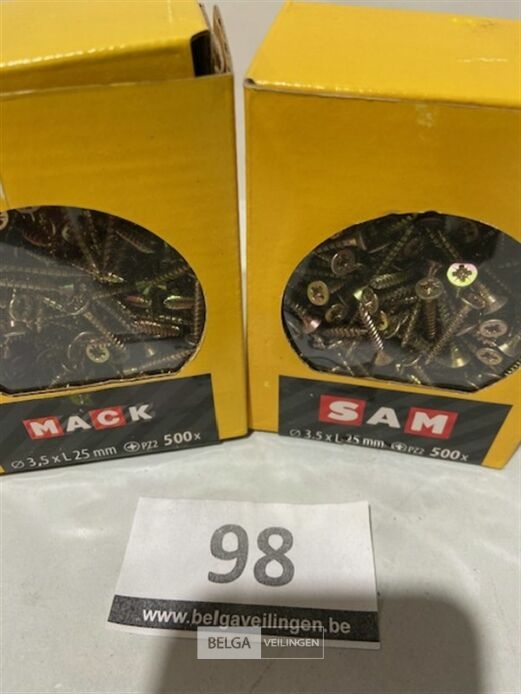 MACK
Ø 3,5 x L 25 mm PZ2 500x
SAM
Ø 3,5 x L 25 mm PZ2 500x
98
www.belgaveilingen.be
BELGA VEILINGEN